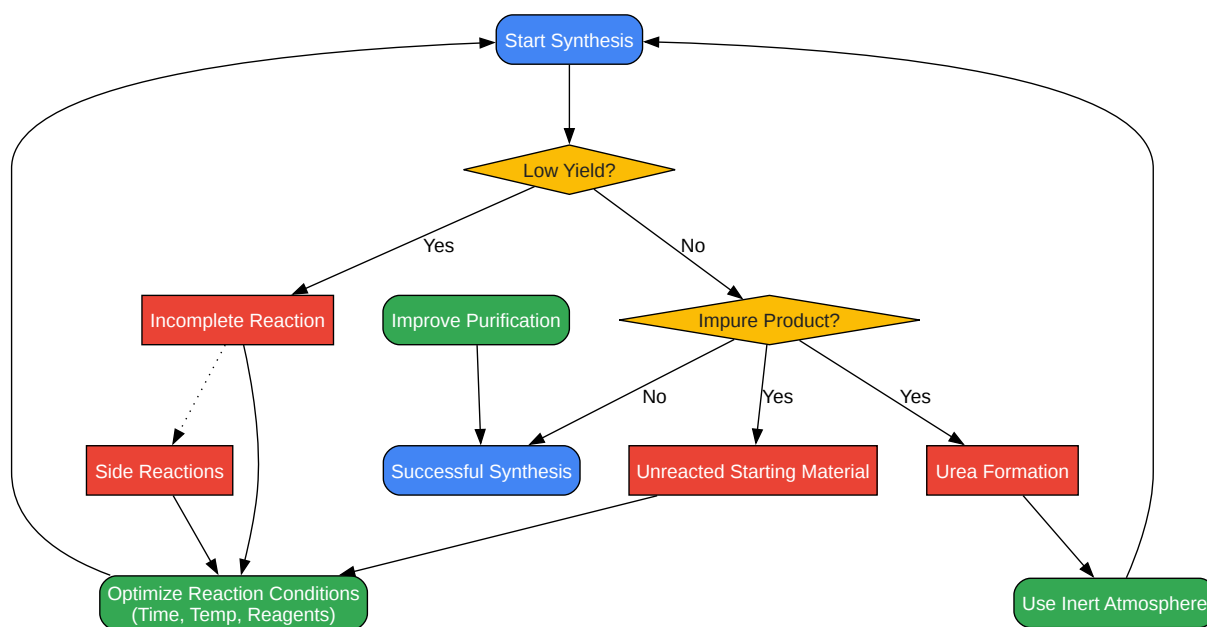 Start Synthesis
Low Yield?
Yes
No
Incomplete Reaction
Improve Purification
Impure Product?
No
Yes
Yes
Side Reactions
Successful Synthesis
Unreacted Starting Material
Urea Formation
Optimize Reaction Conditions
(Time, Temp, Reagents)
Use Inert Atmosphere